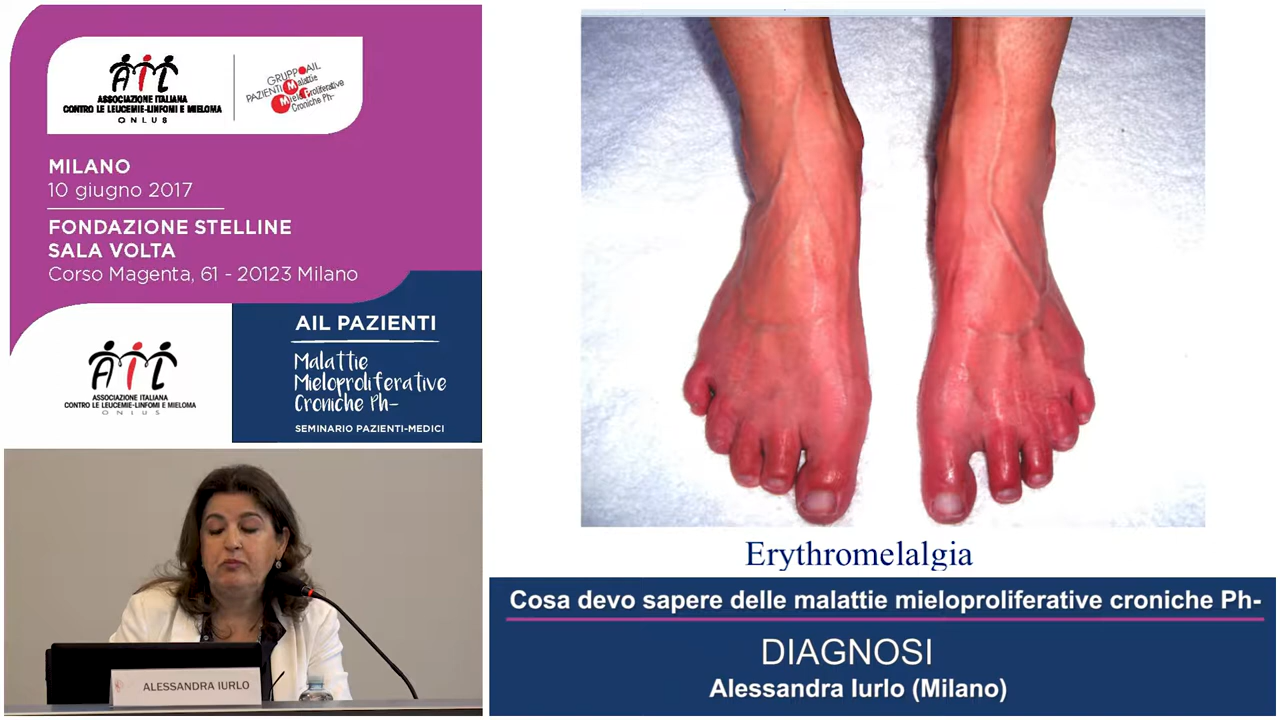 AIL
ASSOCIAZIONE ITALIANA
CONTRO LE LEUCEMIE-LINFOMI E MIELOMA
ONLUS
GRUPPO AIL
PAZIENTI Malattie
Mieloproliferative
Croniche Ph-
MILANO
10 giugno 2017
FONDAZIONE STELLINE
SALA VOLTA
Corso Magenta, 61 - 20123 Milano
AIL
ASSOCIAZIONE ITALIANA
CONTRO LE LEUCEMIE-LINFOMI E MIELOMA
ONLUS
AIL PAZIENTI
Malattie
Mieloproliferative
Croniche Ph-
SEMINARIO PAZIENTI-MEDICI
ALESSANDRA IURLO
Erythromelalgia
Cosa devo sapere delle malattie mieloproliferative croniche Ph-
DIAGNOSI
Alessandra Iurlo (Milano)